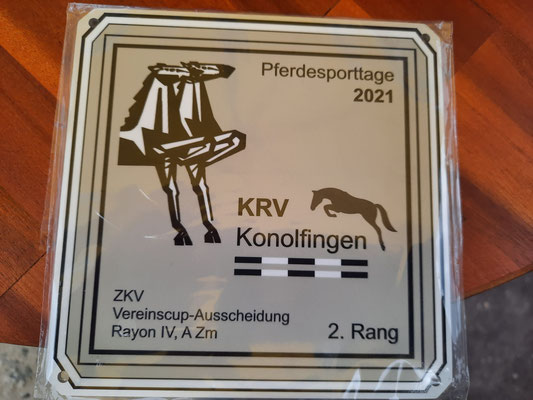 Pferdesporttage
2021
KRV
Konolfingen
ZKV
Vereinscup-Ausscheidung
Rayon IV, A Zm
2. Rang